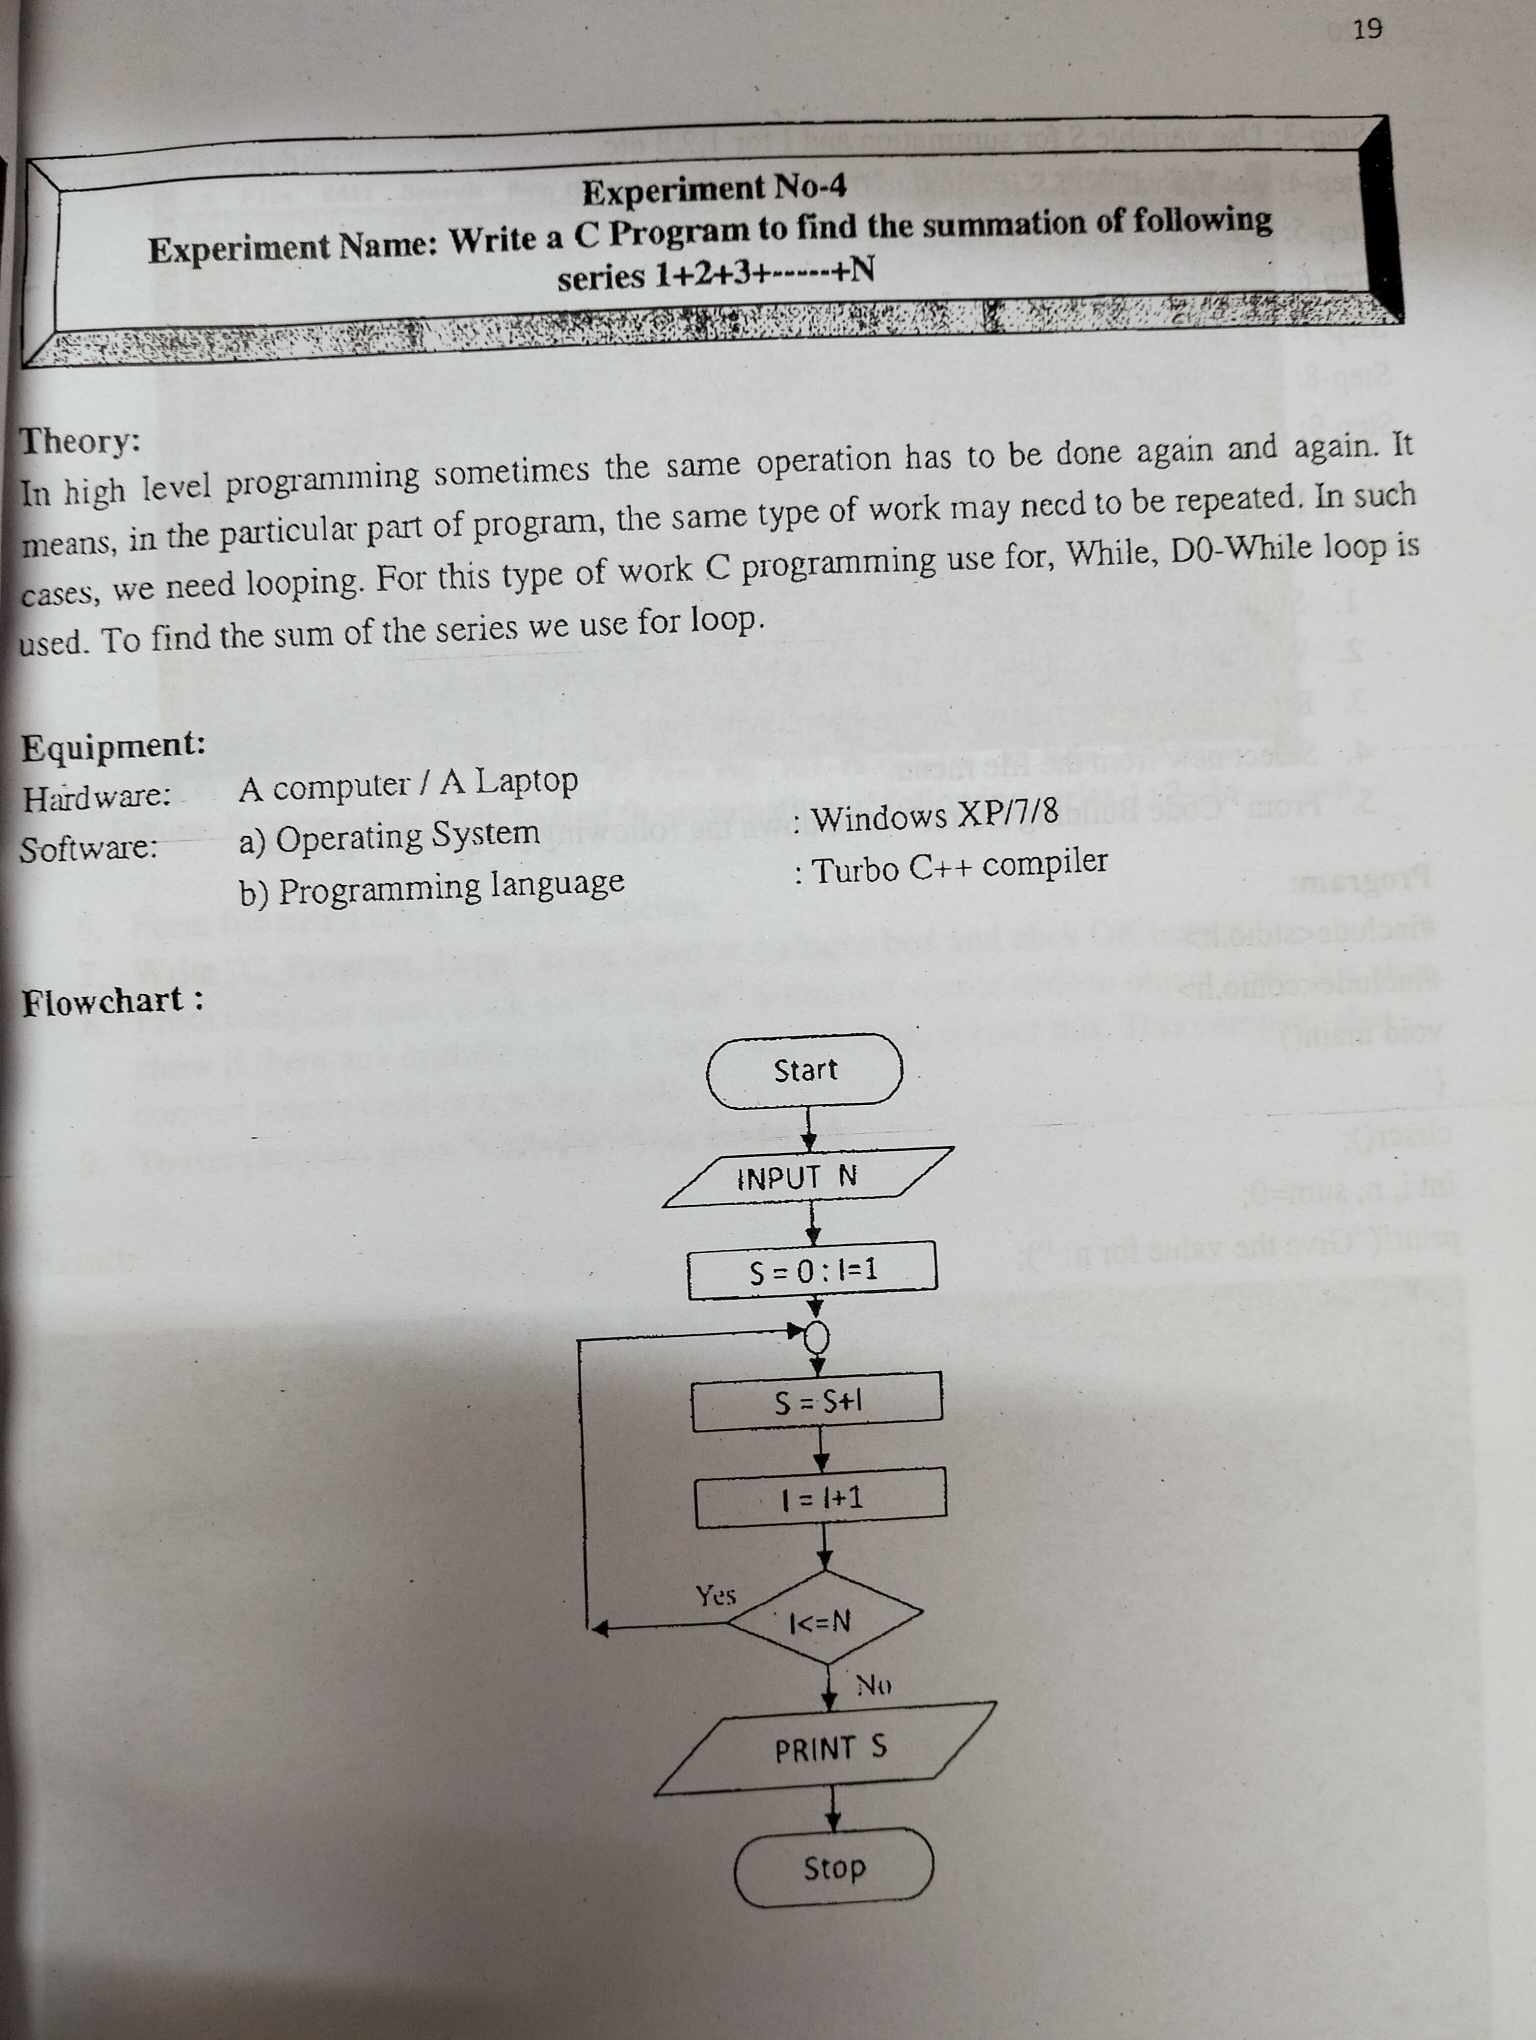 19
Experiment No-4
Experiment Name: Write a C Program to find the summation of following
series 1+2+3+------+N
Theory:
In high level programming sometimes the same operation has to be done again and again. It
means, in the particular part of program, the same type of work may need to be repeated. In such
cases, we need looping. For this type of work C programming use for, While, D0-While loop is
used. To find the sum of the series we use for loop.
Equipment:
Hardware: A computer / A Laptop
Software: a) Operating System : Windows XP/7/8
b) Programming language : Turbo C++ compiler
Flowchart :
Start
INPUT N
S = 0 : I=1
S = S+I
I = I+1
Yes
I<=N
No
PRINT S
Stop